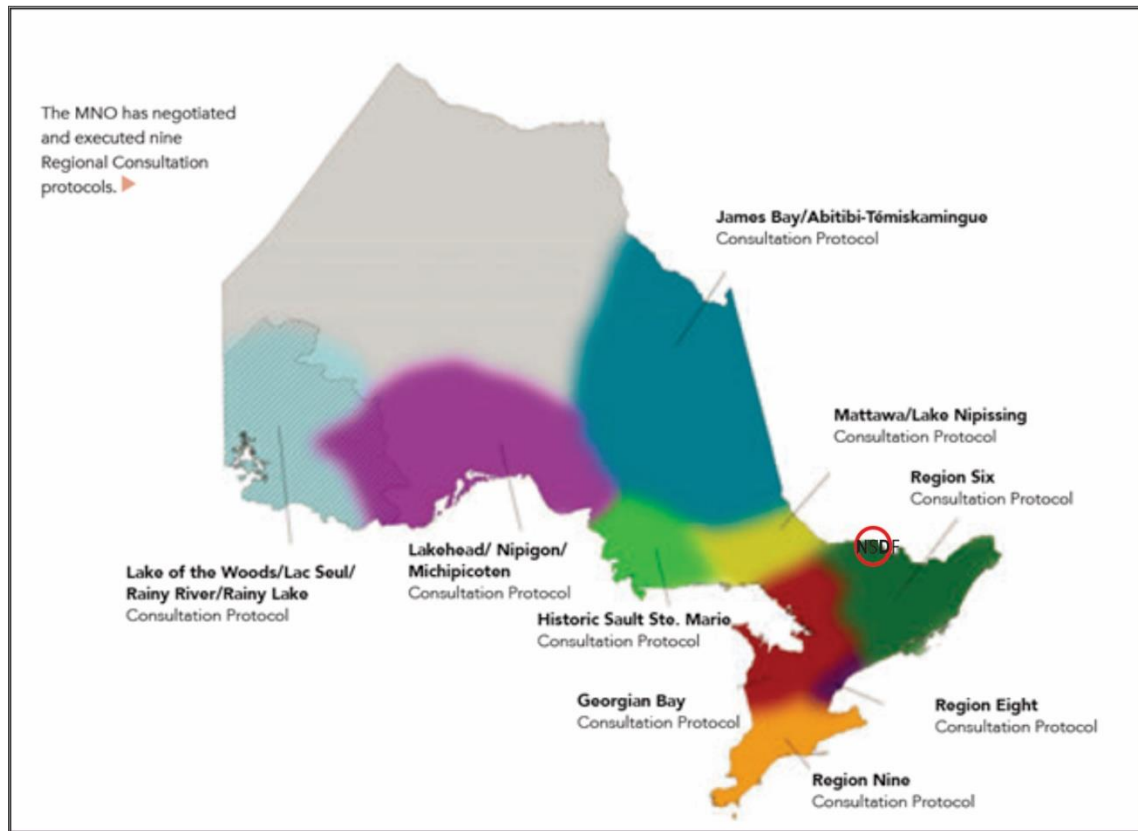 The MNO has negotiated
and executed nine
Regional Consultation
protocols.
James Bay/Abitibi-Témiskamingue
Consultation Protocol
Mattawa/Lake Nipissing
Consultation Protocol
Region Six
Consultation Protocol
NSDF
Lake of the Woods/Lac Seul/
Rainy River/Rainy Lake
Consultation Protocol
Lakehead/ Nipigon/
Michipicoten
Consultation Protocol
Historic Sault Ste. Marie
Consultation Protocol
Georgian Bay
Consultation Protocol
Region Eight
Consultation Protocol
Region Nine
Consultation Protocol